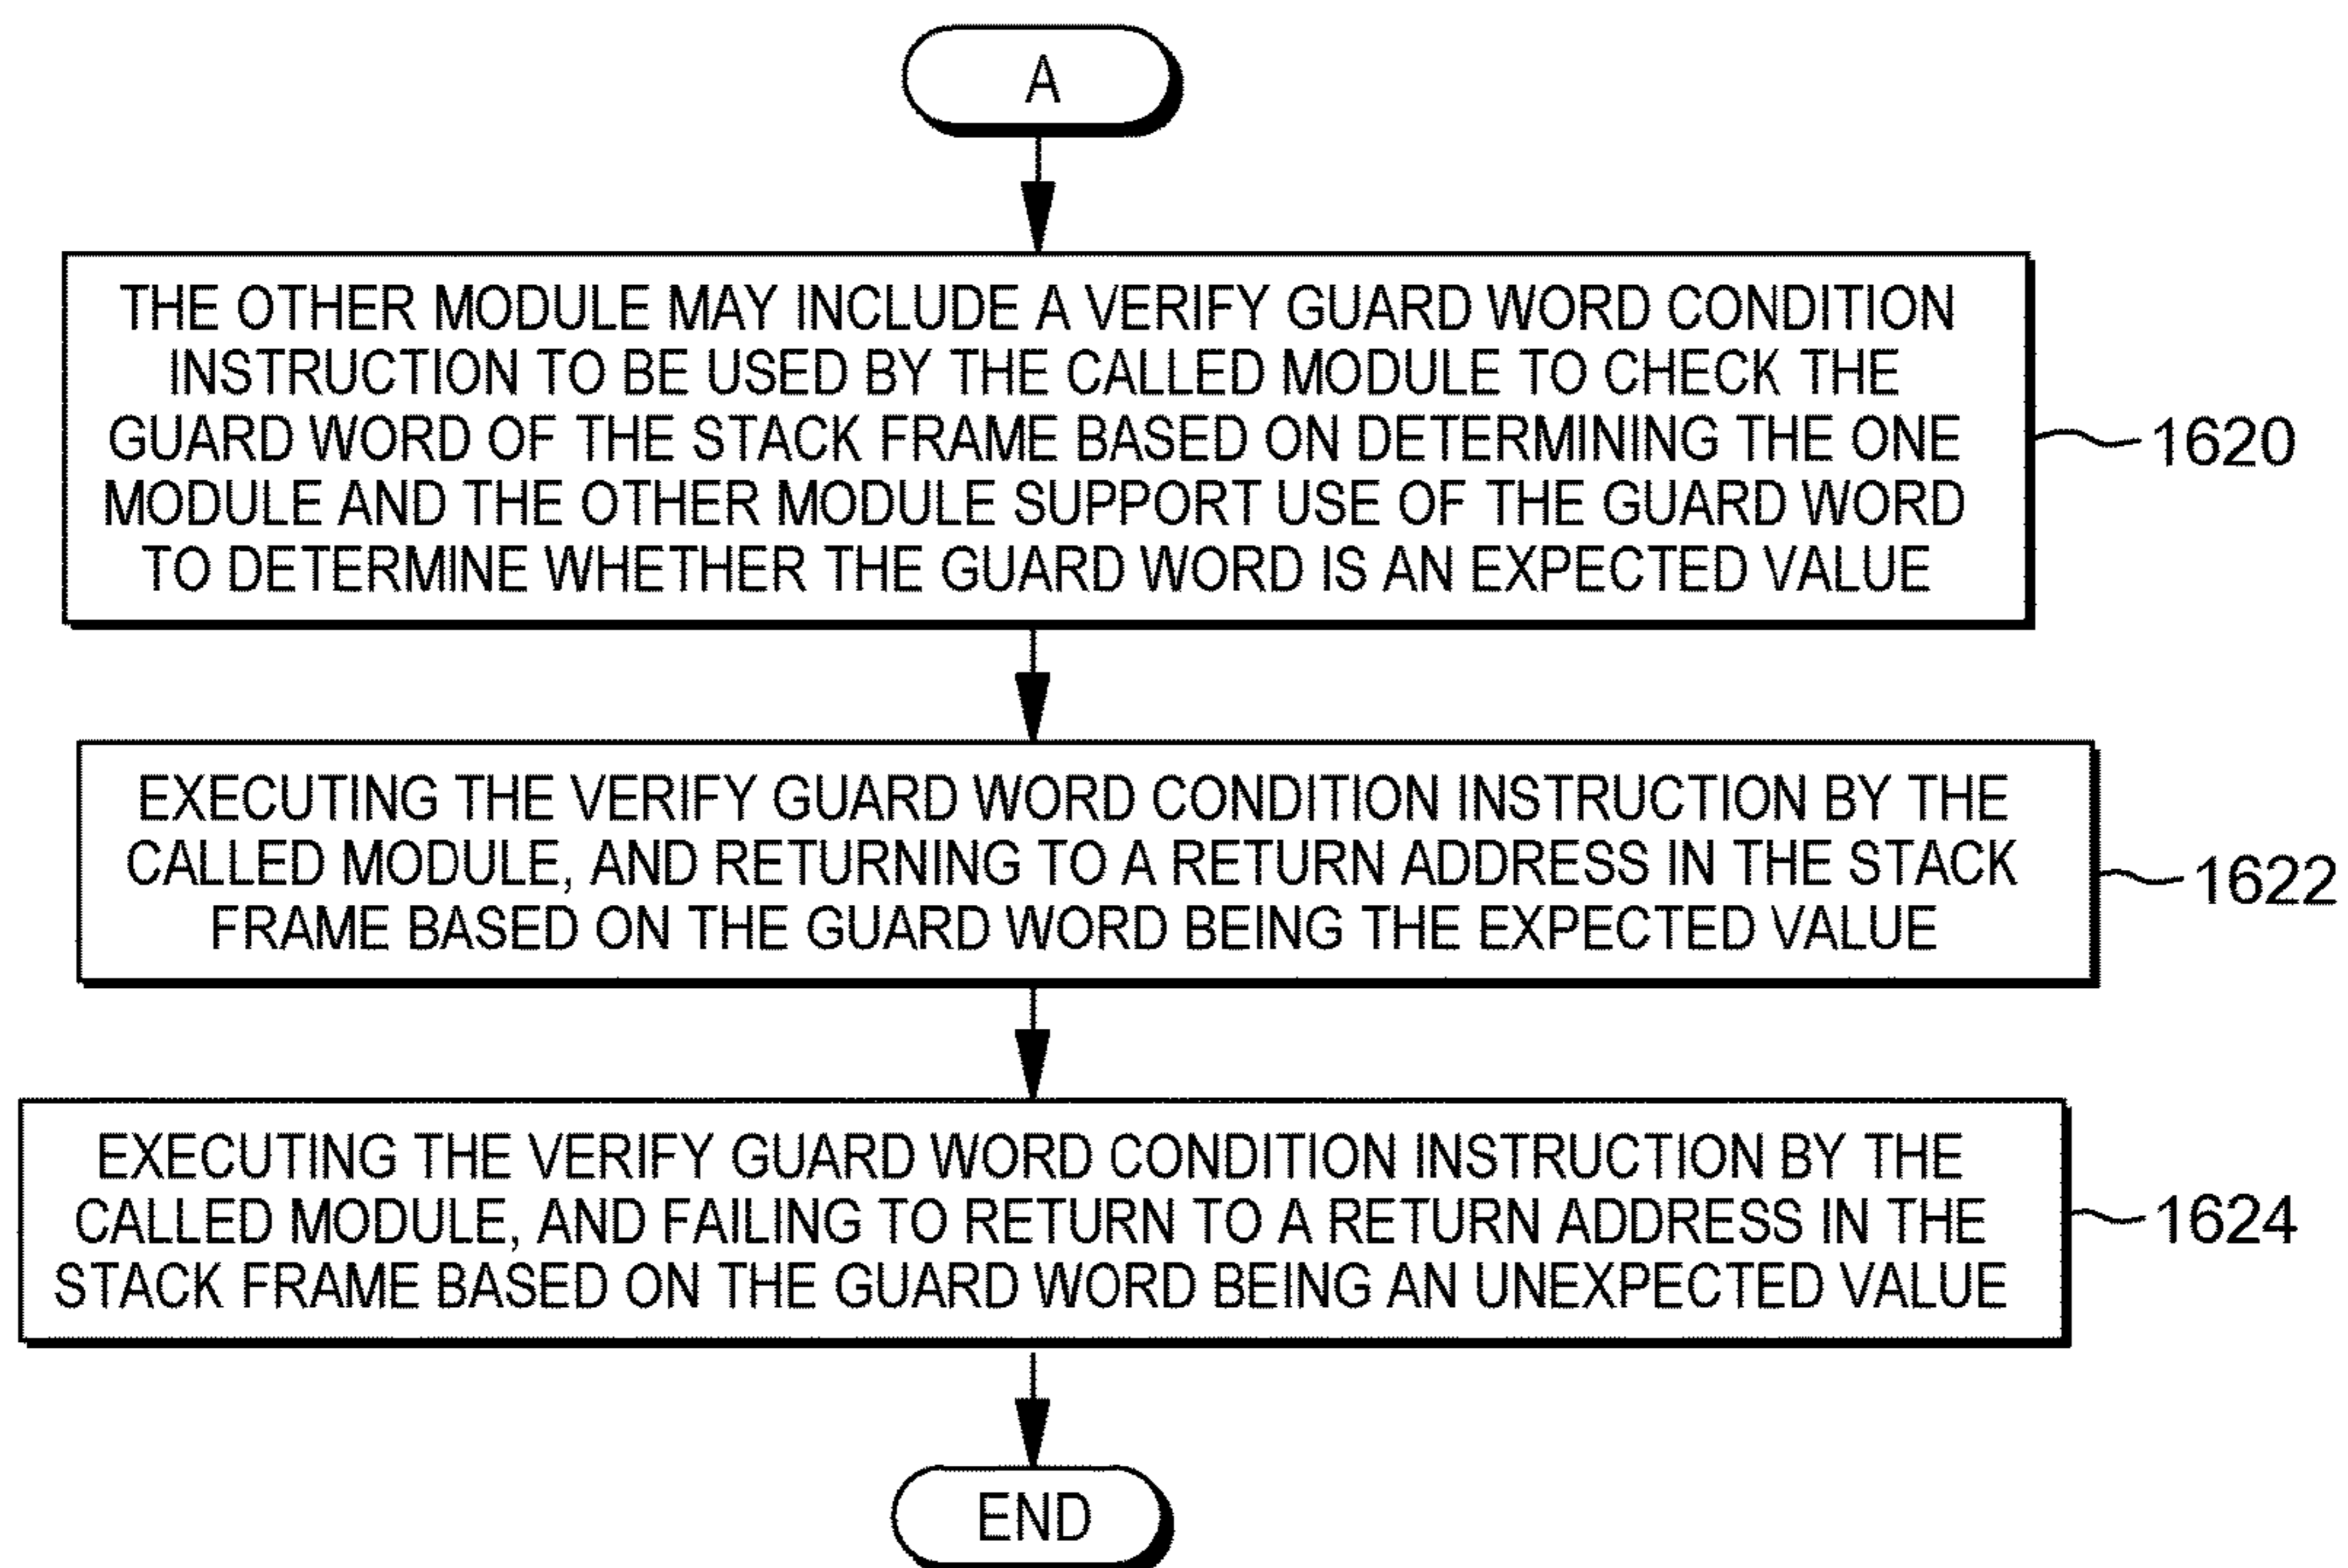 A
THE OTHER MODULE MAY INCLUDE A VERIFY GUARD WORD CONDITION
INSTRUCTION TO BE USED BY THE CALLED MODULE TO CHECK THE
GUARD WORD OF THE STACK FRAME BASED ON DETERMINING THE ONE
MODULE AND THE OTHER MODULE SUPPORT USE OF THE GUARD WORD
TO DETERMINE WHETHER THE GUARD WORD IS AN EXPECTED VALUE
1620
EXECUTING THE VERIFY GUARD WORD CONDITION INSTRUCTION BY THE
CALLED MODULE, AND RETURNING TO A RETURN ADDRESS IN THE STACK
FRAME BASED ON THE GUARD WORD BEING THE EXPECTED VALUE
1622
EXECUTING THE VERIFY GUARD WORD CONDITION INSTRUCTION BY THE
CALLED MODULE, AND FAILING TO RETURN TO A RETURN ADDRESS IN THE
STACK FRAME BASED ON THE GUARD WORD BEING AN UNEXPECTED VALUE
1624
END